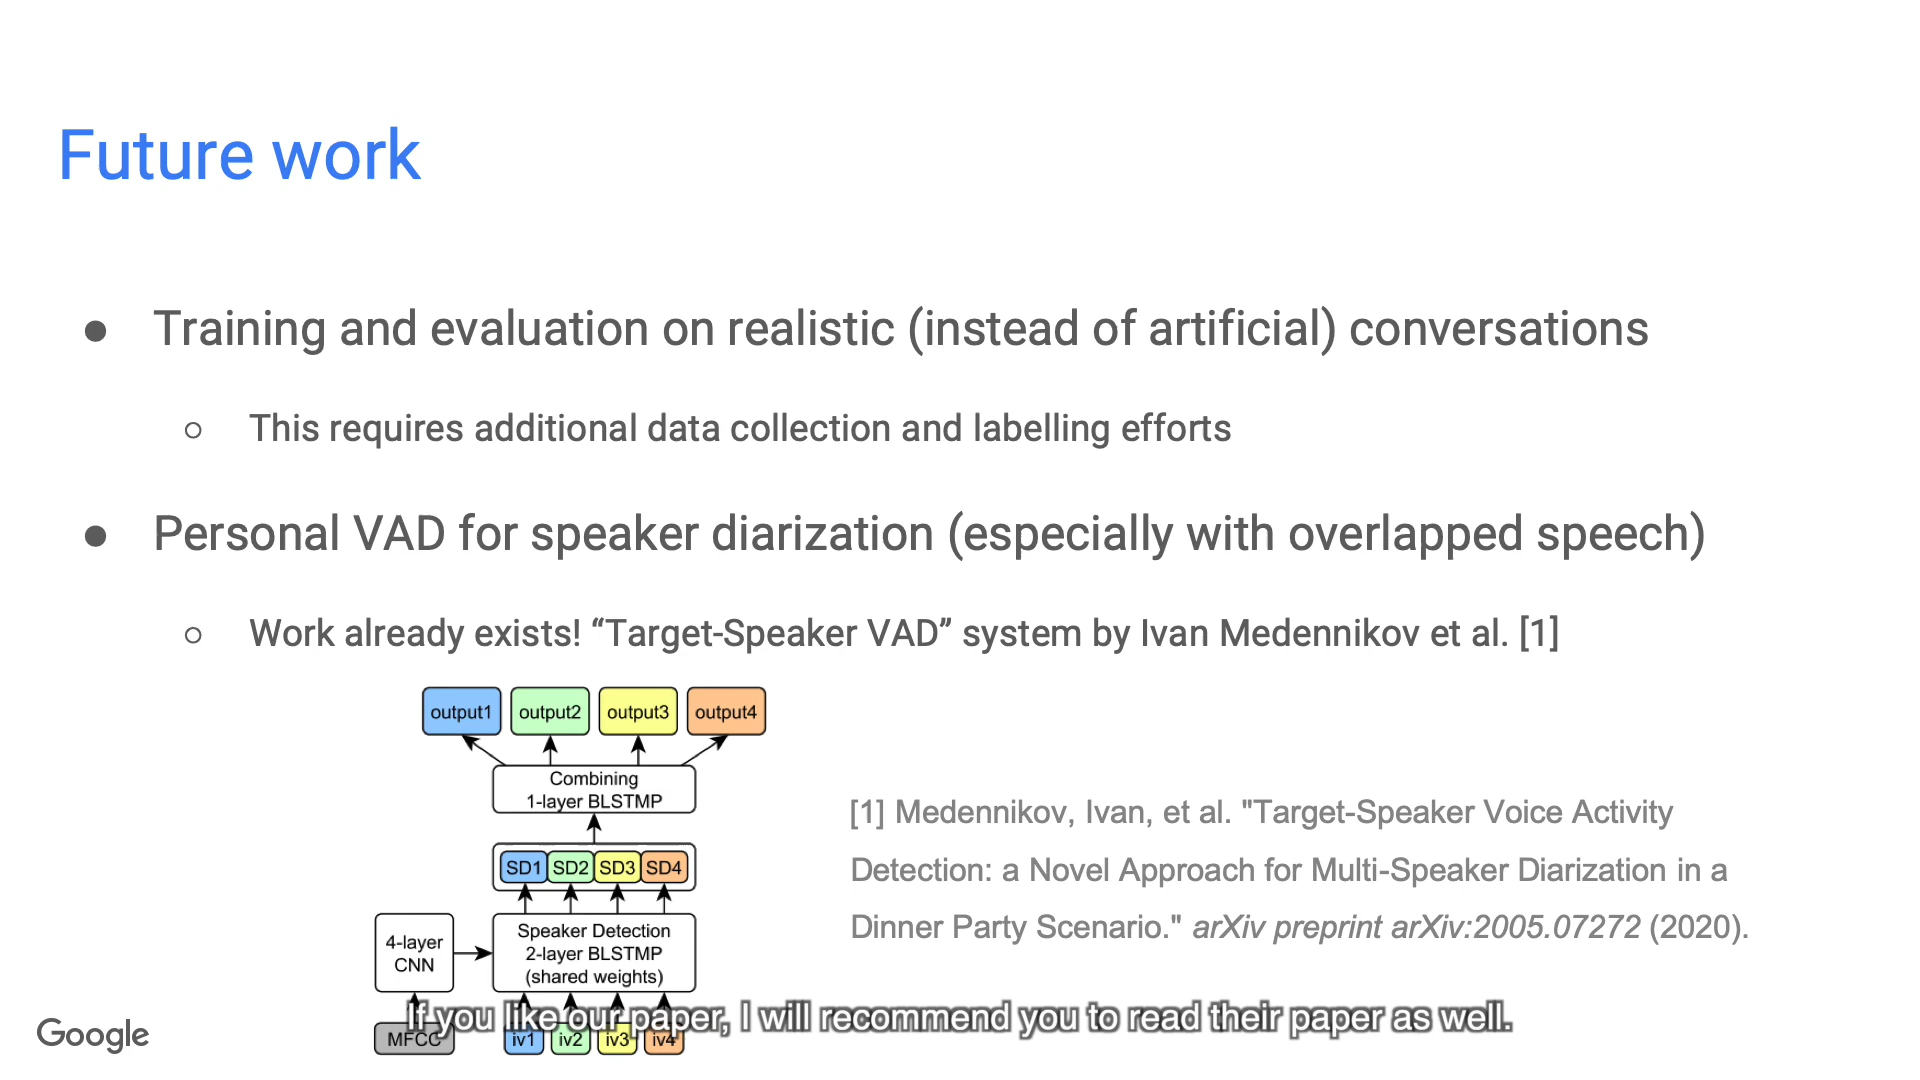 Future work
● Training and evaluation on realistic (instead of artificial) conversations
○ This requires additional data collection and labelling efforts
● Personal VAD for speaker diarization (especially with overlapped speech)
○ Work already exists! “Target-Speaker VAD” system by Ivan Medennikov et al. [1]
output1 output2 output3 output4
Combining
1-layer BLSTMP
SD1 SD2 SD3 SD4
4-layer
CNN
Speaker Detection
2-layer BLSTMP
(shared weights)
MFCC iv1 iv2 iv3 iv4
[1] Medennikov, Ivan, et al. "Target-Speaker Voice Activity
Detection: a Novel Approach for Multi-Speaker Diarization in a
Dinner Party Scenario." arXiv preprint arXiv:2005.07272 (2020).
If you like our paper, I will recommend you to read their paper as well.
Google